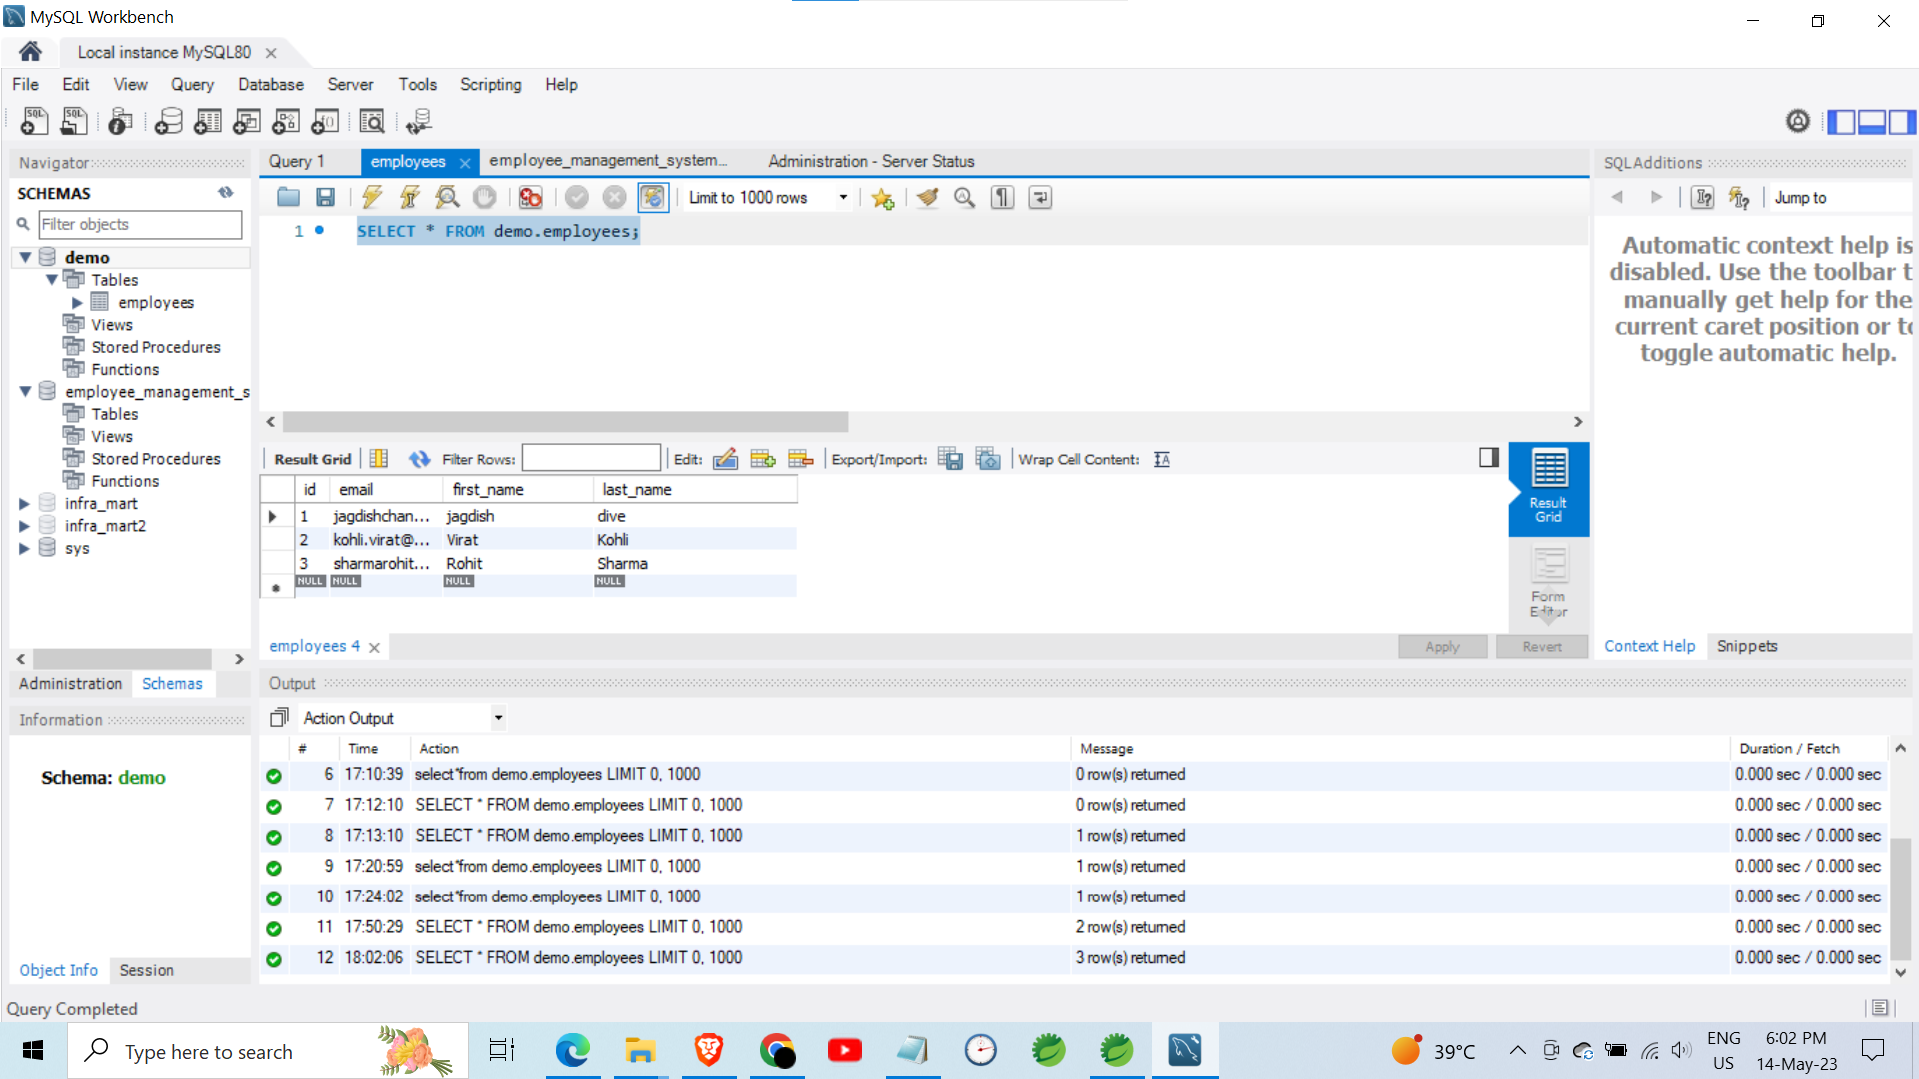 MySQL Workbench
Local instance MySQL80
File Edit View Query Database Server Tools Scripting Help
Navigator
SCHEMAS
Filter objects
demo
Tables
employees
Views
Stored Procedures
Functions
employee_management_s
Tables
Views
Stored Procedures
Functions
infra_mart
infra_mart2
sys
Administration Schemas
Information
Schema: demo
Object Info Session
Query 1 employees employee_management_system... Administration - Server Status
Limit to 1000 rows
1 SELECT * FROM demo.employees;
Result Grid Filter Rows: Edit: Export/Import: Wrap Cell Content:
id email first_name last_name
1 jagdishchan... jagdish dive
2 kohli.virat@... Virat Kohli
3 sharmarohit... Rohit Sharma
NULL NULL NULL NULL
Result Grid
Form Editor
employees 4
Apply Revert
SQLAdditions
Jump to
Automatic context help is
disabled. Use the toolbar t
manually get help for the
current caret position or to
toggle automatic help.
Context Help Snippets
Output
Action Output
# Time Action Message Duration / Fetch
6 17:10:39 select*from demo.employees LIMIT 0, 1000 0 row(s) returned 0.000 sec / 0.000 sec
7 17:12:10 SELECT * FROM demo.employees LIMIT 0, 1000 0 row(s) returned 0.000 sec / 0.000 sec
8 17:13:10 SELECT * FROM demo.employees LIMIT 0, 1000 1 row(s) returned 0.000 sec / 0.000 sec
9 17:20:59 select*from demo.employees LIMIT 0, 1000 1 row(s) returned 0.000 sec / 0.000 sec
10 17:24:02 select*from demo.employees LIMIT 0, 1000 1 row(s) returned 0.000 sec / 0.000 sec
11 17:50:29 SELECT * FROM demo.employees LIMIT 0, 1000 2 row(s) returned 0.000 sec / 0.000 sec
12 18:02:06 SELECT * FROM demo.employees LIMIT 0, 1000 3 row(s) returned 0.000 sec / 0.000 sec
Query Completed
Type here to search
39°C
ENG
US
6:02 PM
14-May-23